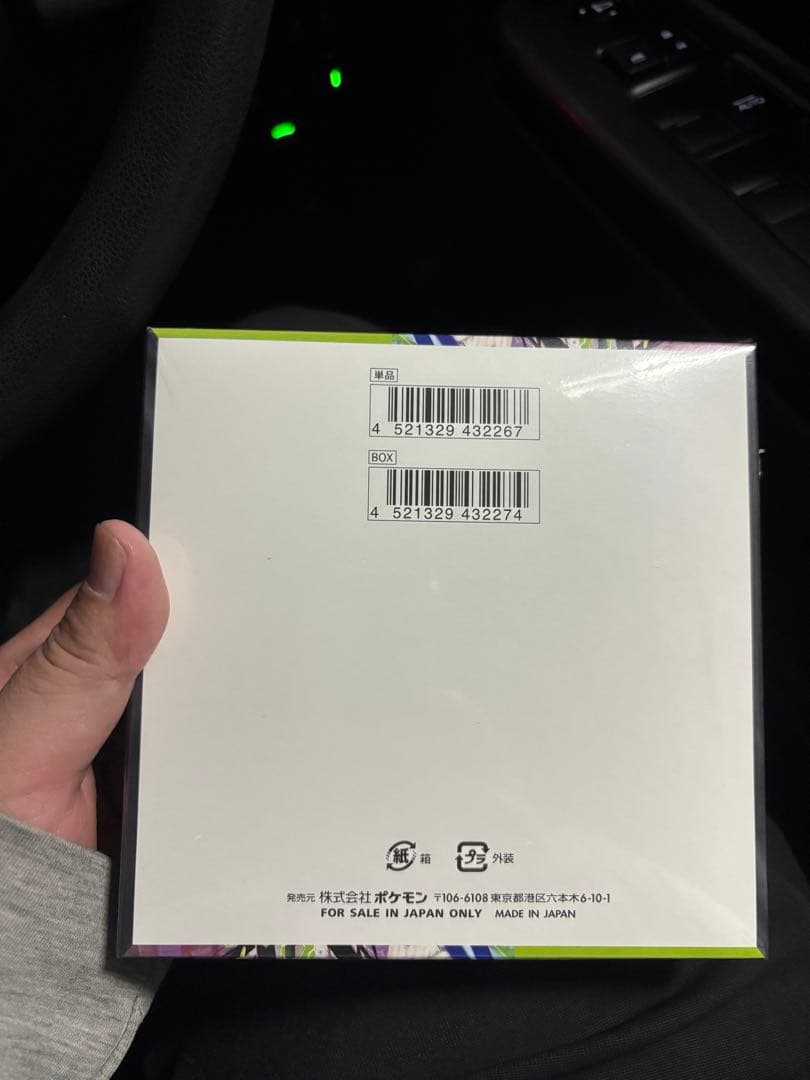 AUTO
単品
4 521329 432267
BOX
4 521329 432274
紙 箱 プラ 外装
発売元 株式会社ポケモン 〒106-6108 東京都港区六本木6-10-1
FOR SALE IN JAPAN ONLY MADE IN JAPAN